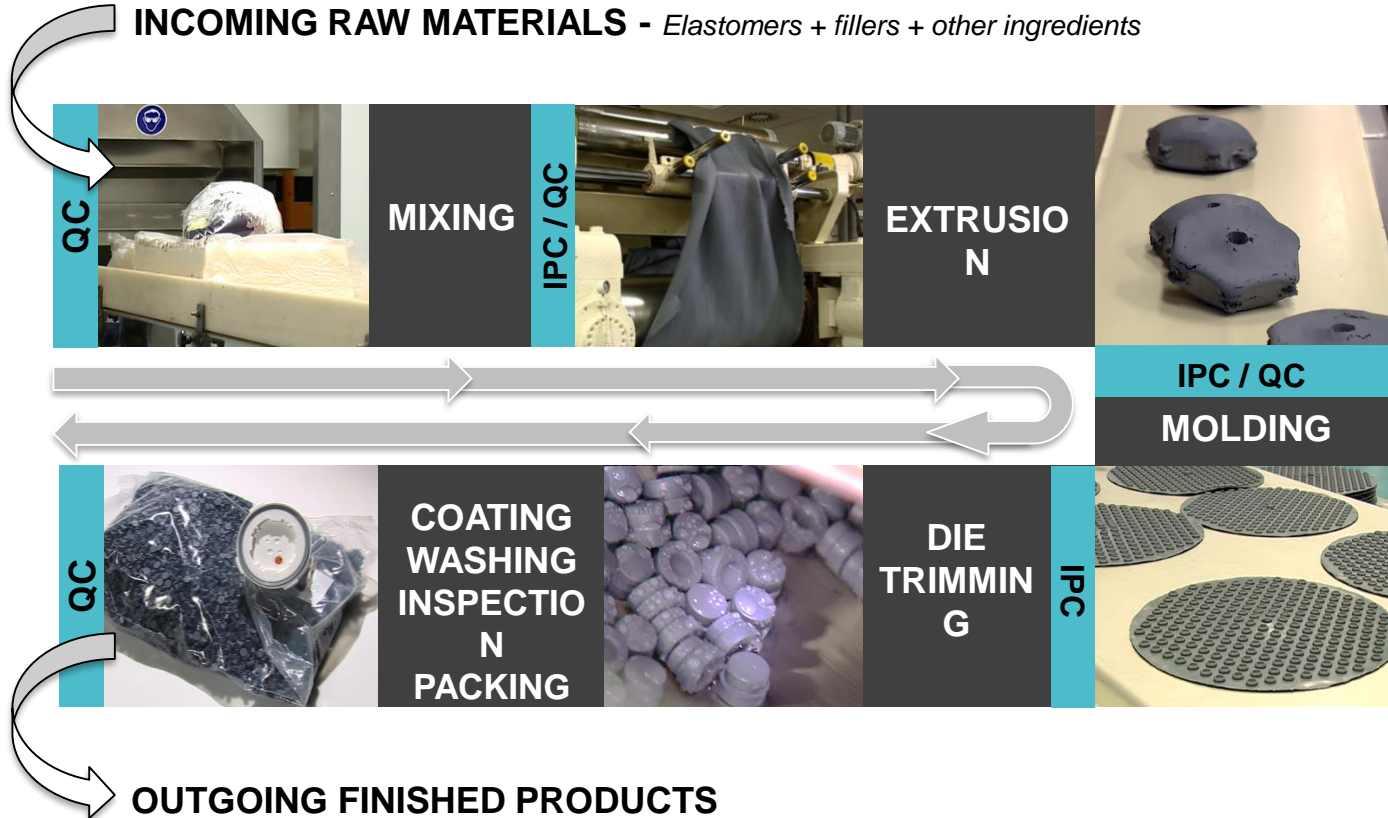 INCOMING RAW MATERIALS - Elastomers + fillers + other ingredients
QC
MIXING
IPC / QC
EXTRUSIO
N
IPC / QC
MOLDING
IPC
DIE
TRIMMIN
G
COATING
WASHING
INSPECTIO
N
PACKING
QC
OUTGOING FINISHED PRODUCTS